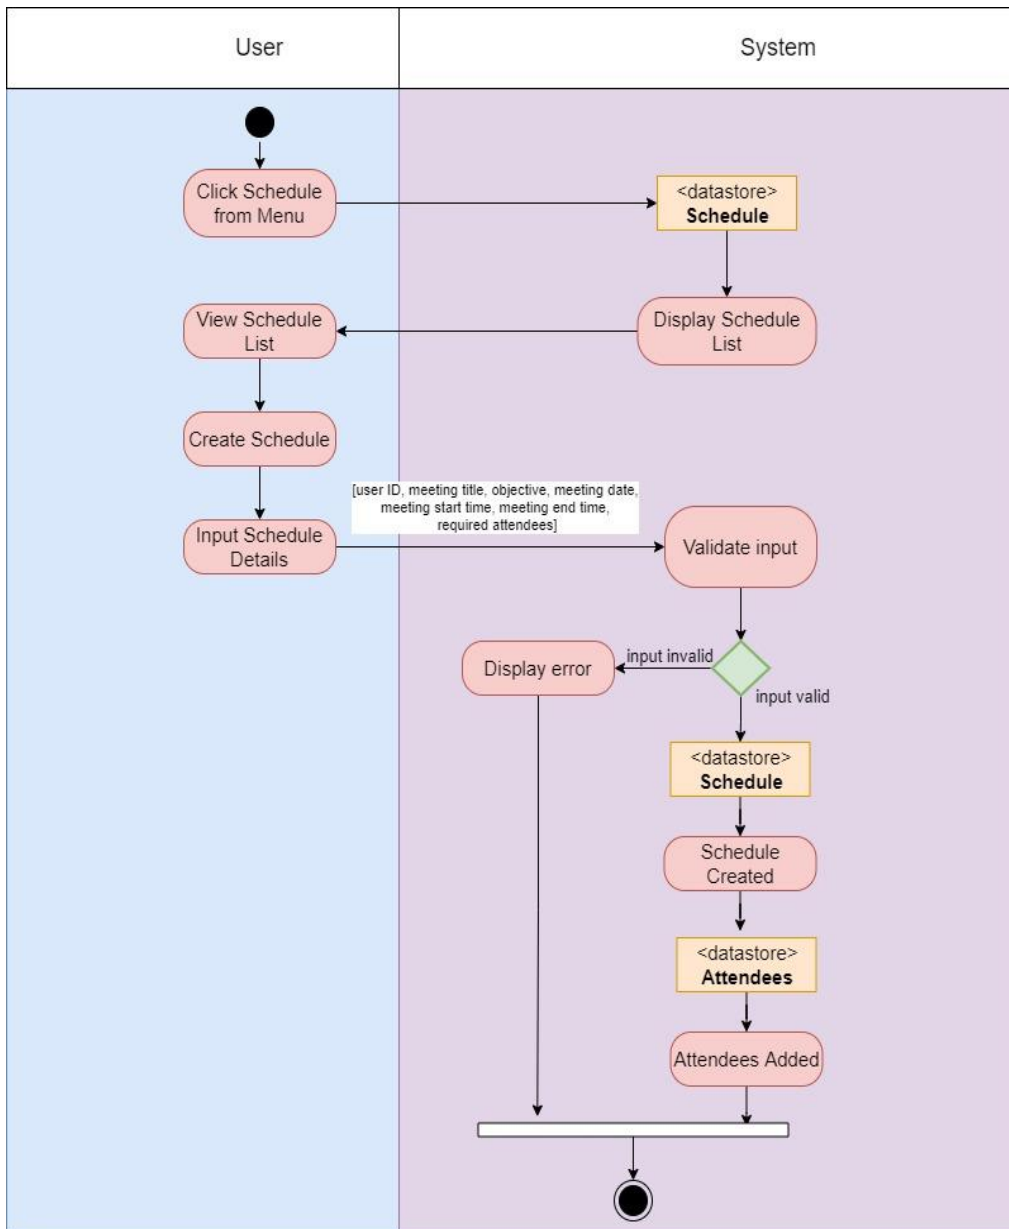 User
System
Click Schedule
from Menu
<datastore>
Schedule
View Schedule
List
Display Schedule
List
Create Schedule
[user ID, meeting title, objective, meeting date,
meeting start time, meeting end time,
required attendees]
Input Schedule
Details
Validate input
Display error
input invalid
input valid
<datastore>
Schedule
Schedule
Created
<datastore>
Attendees
Attendees Added